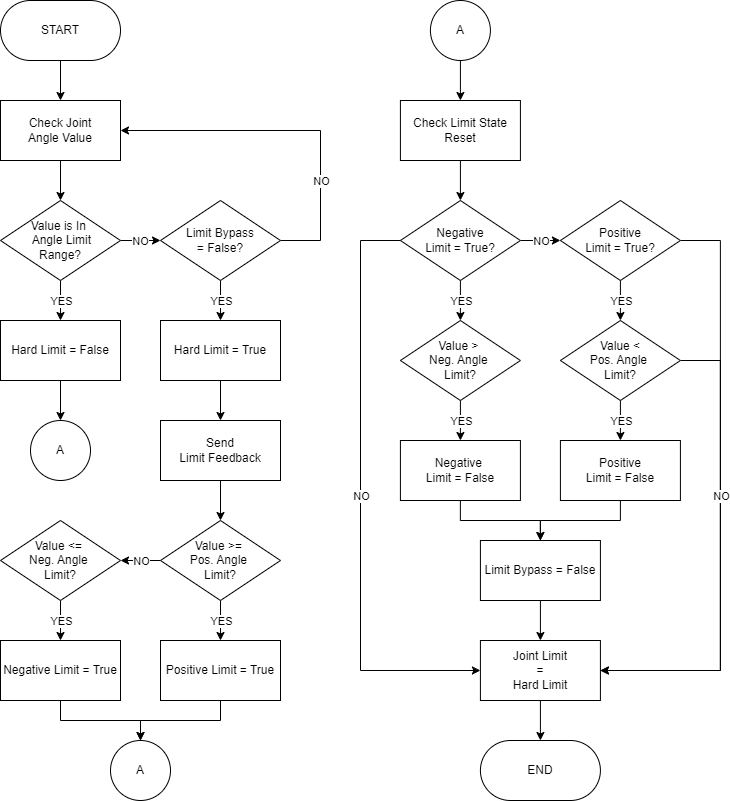 START
Check Joint
Angle Value
Value is In
Angle Limit
Range?
NO
Limit Bypass
= False?
NO
YES
YES
Hard Limit = False
Hard Limit = True
A
Send
Limit Feedback
Value >=
Pos. Angle
Limit?
NO
Value <=
Neg. Angle
Limit?
YES
YES
Negative Limit = True
Positive Limit = True
A
A
Check Limit State
Reset
Negative
Limit = True?
NO
Positive
Limit = True?
YES
YES
Value >
Neg. Angle
Limit?
Value <
Pos. Angle
Limit?
YES
YES
Negative
Limit = False
Positive
Limit = False
NO
NO
Limit Bypass = False
Joint Limit
=
Hard Limit
END